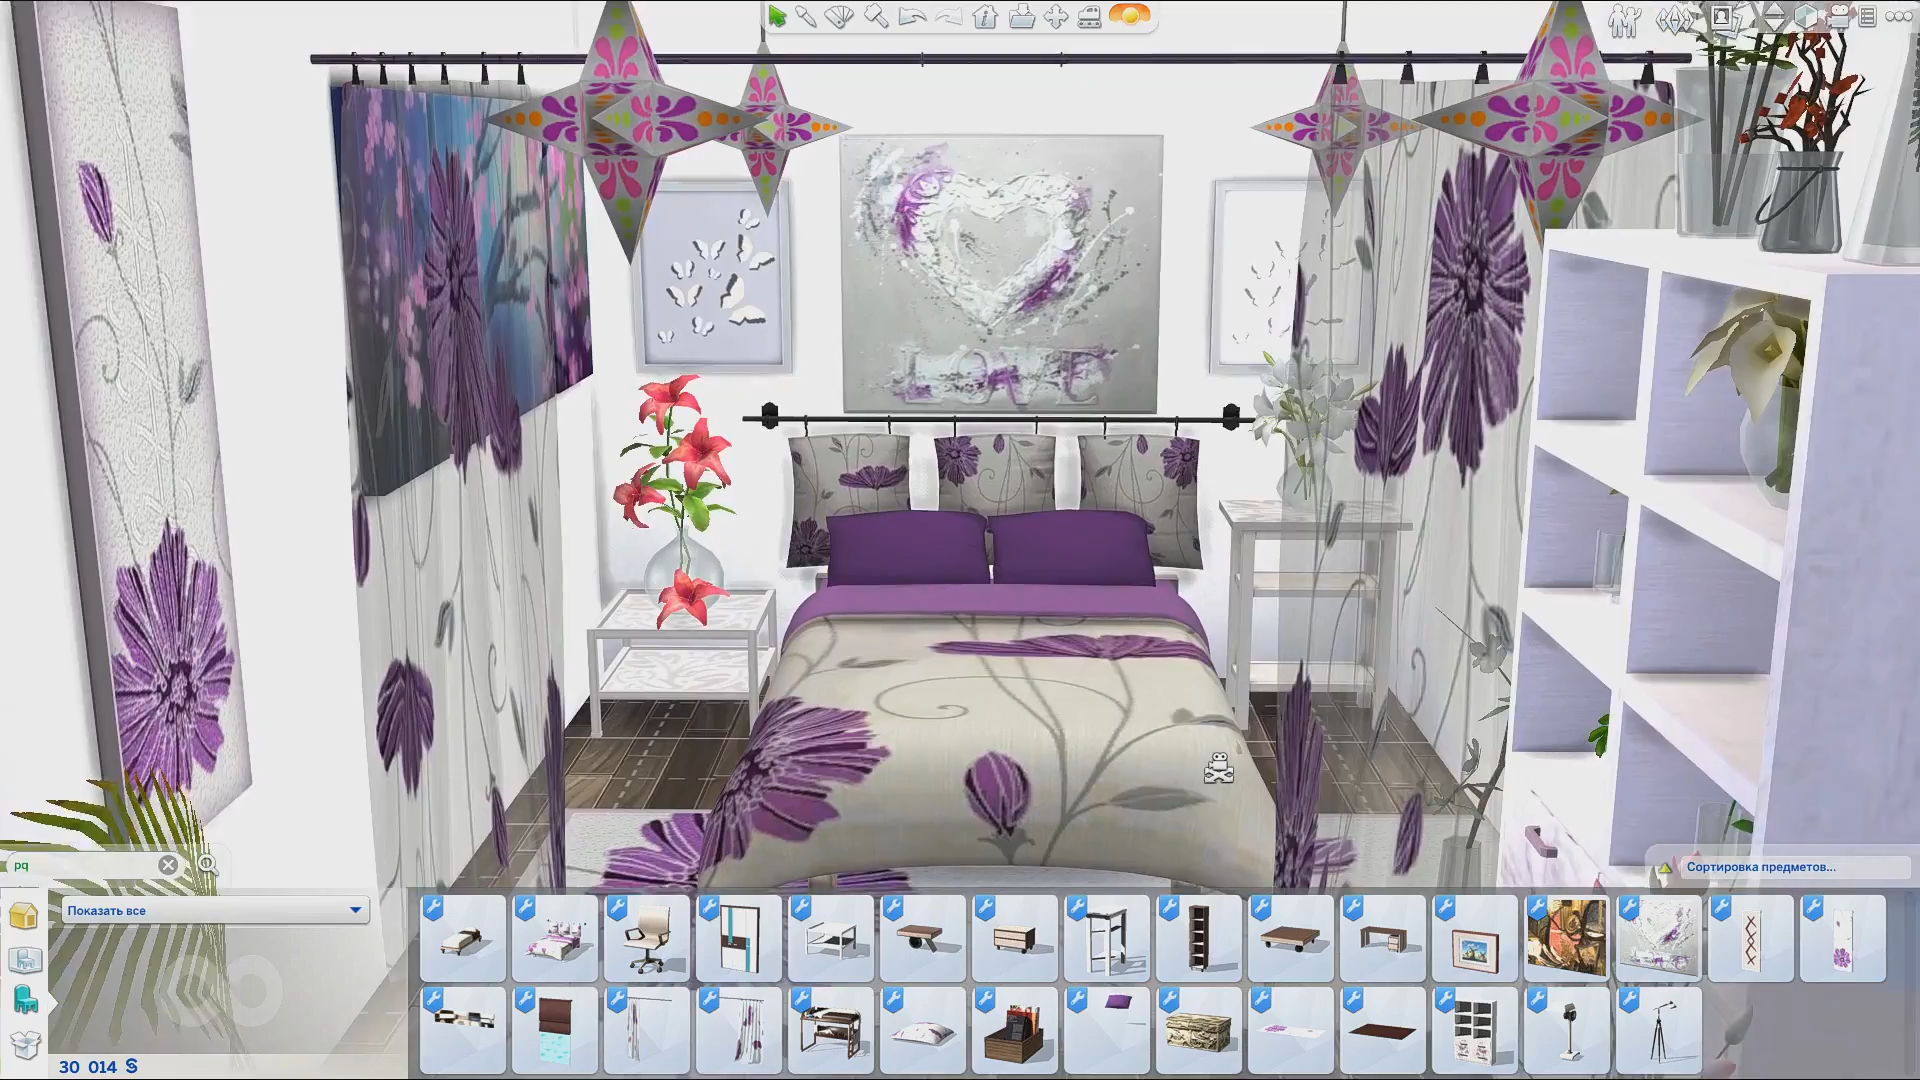 LOVE
pq
Сортировка предметов...
Показать все
30 014 S